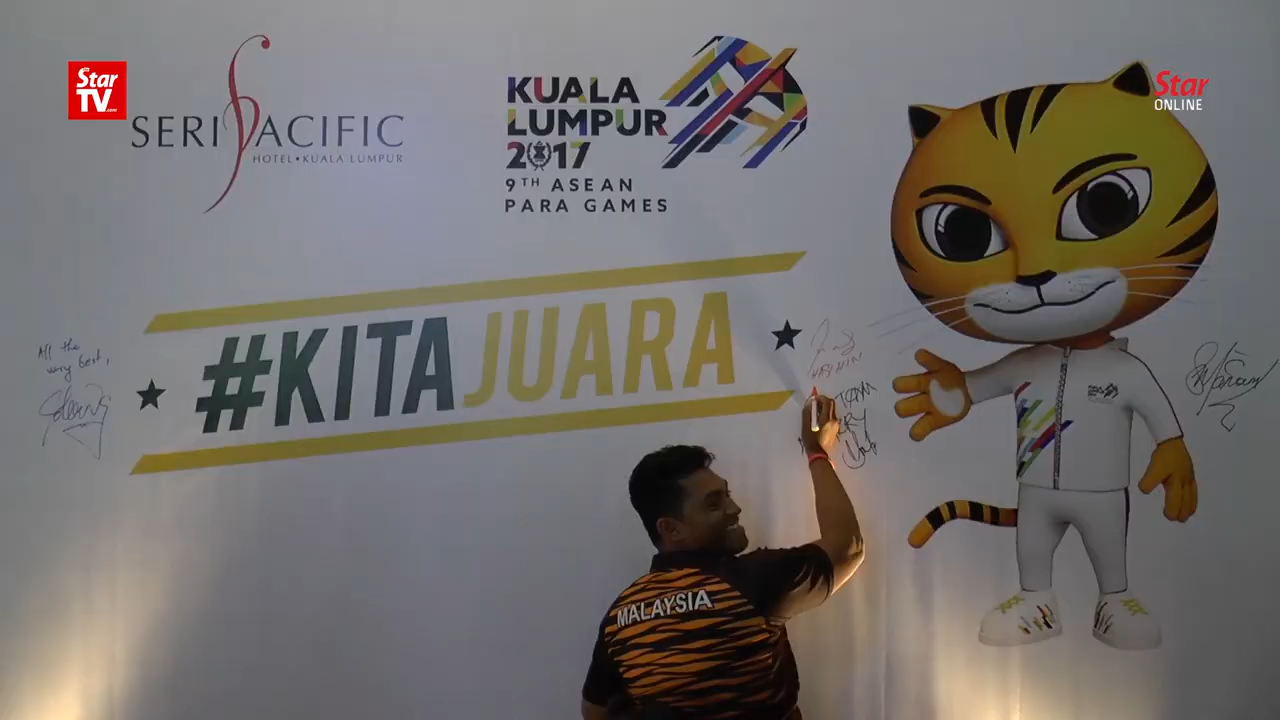 Star
TV.com
SERI PACIFIC
HOTEL•KUALA LUMPUR
KUALA
LUMPUR
2017
9TH ASEAN
PARA GAMES
Star
ONLINE
#KITAJUARA
All the
very best,
MALAYSIA